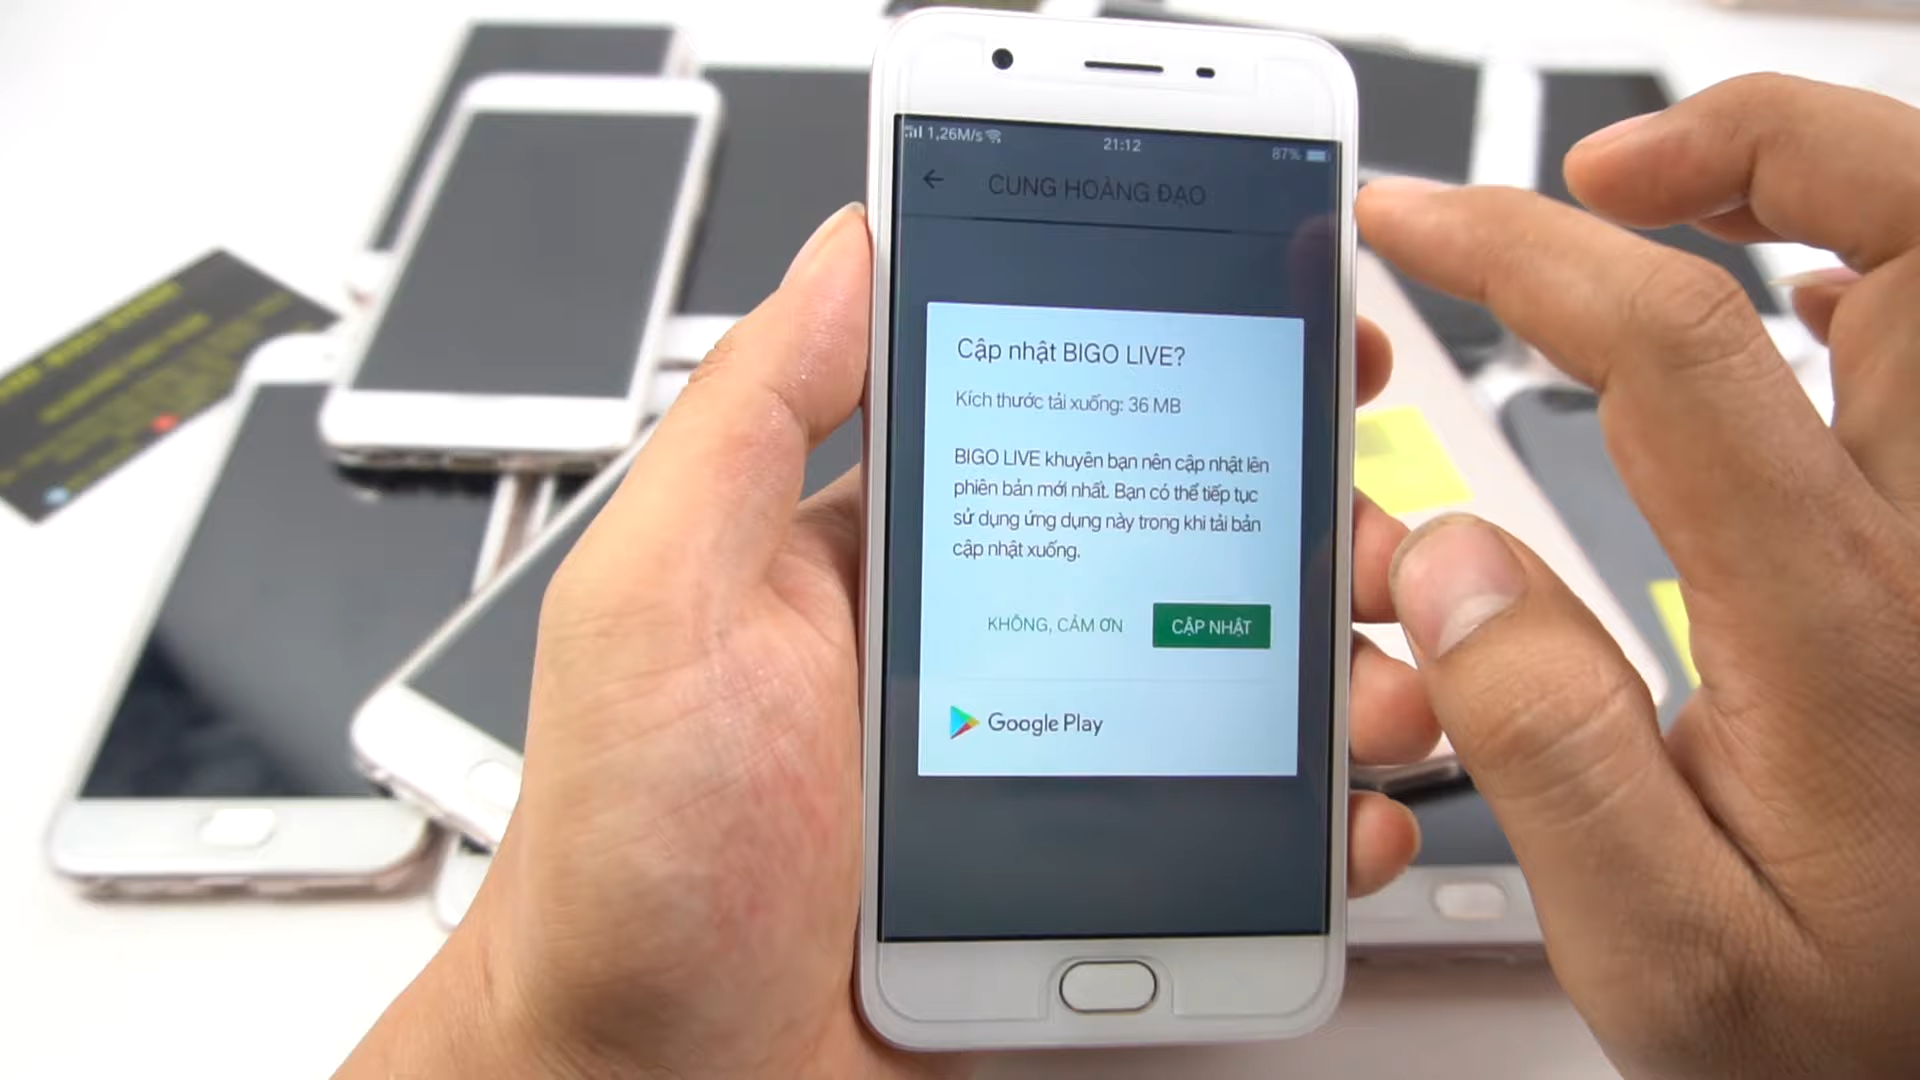 1,26M/s
21:12
87%
CUNG HOÀNG ĐẠO
Cập nhật BIGO LIVE?
Kích thước tải xuống: 36 MB
BIGO LIVE khuyên bạn nên cập nhật lên
phiên bản mới nhất. Bạn có thể tiếp tục
sử dụng ứng dụng này trong khi tải bản
cập nhật xuống.
KHÔNG, CẢM ƠN
CẬP NHẬT
Google Play